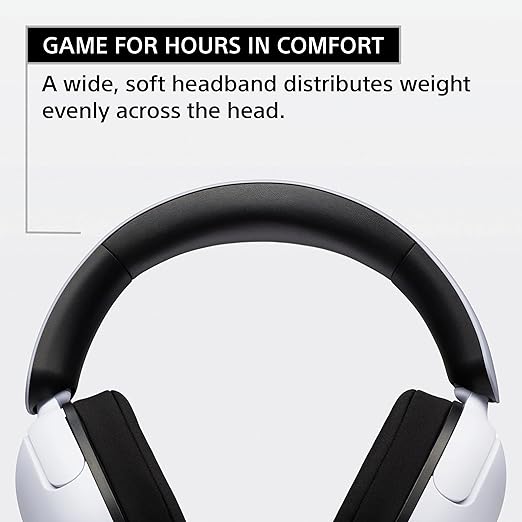 GAME FOR HOURS IN COMFORT
A wide, soft headband distributes weight
evenly across the head.